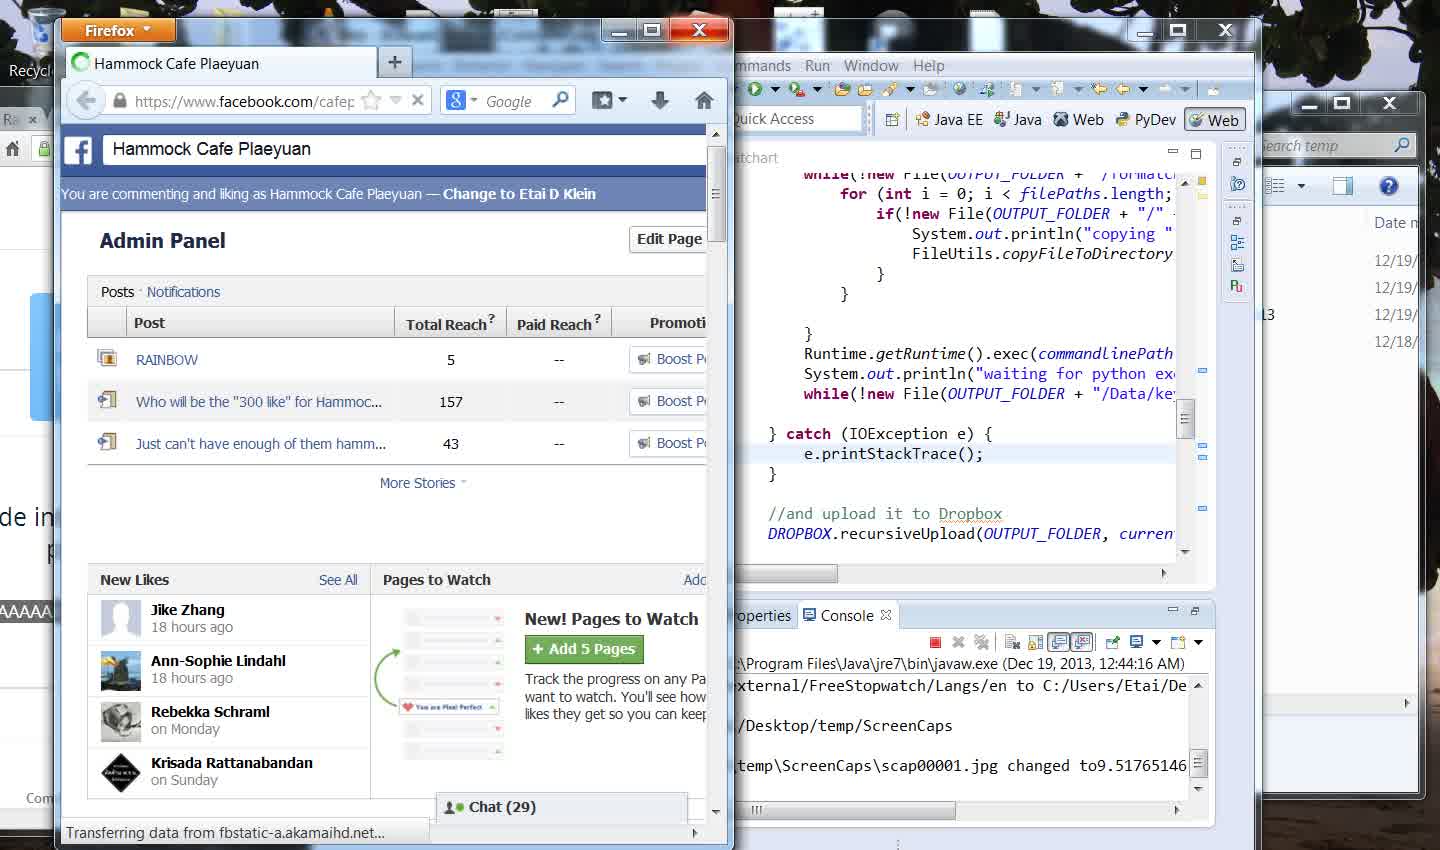 Recycle
Firefox
Hammock Cafe Plaeyuan
https://www.facebook.com/cafep
Google
Hammock Cafe Plaeyuan
You are commenting and liking as Hammock Cafe Plaeyuan — Change to Etai D Klein
Admin Panel
Edit Page
Posts · Notifications
Post Total Reach? Paid Reach? Promoti
RAINBOW 5 -- Boost Po
Who will be the "300 like" for Hammoc... 157 -- Boost Po
Just can't have enough of them hamm... 43 -- Boost Po
More Stories
New Likes See All
Jike Zhang
18 hours ago
Ann-Sophie Lindahl
18 hours ago
Rebekka Schraml
on Monday
Krisada Rattanabandan
on Sunday
Pages to Watch Add
New! Pages to Watch
+ Add 5 Pages
Track the progress on any Pa
want to watch. You'll see how
likes they get so you can keep
You are Pixel Perfect
Chat (29)
Transferring data from fbstatic-a.akamaihd.net...
mmands Run Window Help
Quick Access
Java EE Java Web PyDev Web
atchart
while(!new File(OUTPUT_FOLDER + "/formatc
for (int i = 0; i < filePaths.length;
if(!new File(OUTPUT_FOLDER + "/" +
System.out.println("copying "
FileUtils.copyFileToDirectory
}
}
}
Runtime.getRuntime().exec(commandlinePath
System.out.println("waiting for python exe
while(!new File(OUTPUT_FOLDER + "/Data/key
} catch (IOException e) {
e.printStackTrace();
}
//and upload it to Dropbox
DROPBOX.recursiveUpload(OUTPUT_FOLDER, curren
roperties Console
:\Program Files\Java\jre7\bin\javaw.exe (Dec 19, 2013, 12:44:16 AM)
xternal/FreeStopwatch/Langs/en to C:/Users/Etai/De
/Desktop/temp/ScreenCaps
temp\ScreenCaps\scap00001.jpg changed to9.51765146
Search temp
Date m
12/19/
12/19/
13 12/19/
12/18/
de in
p
AAAAA
Com